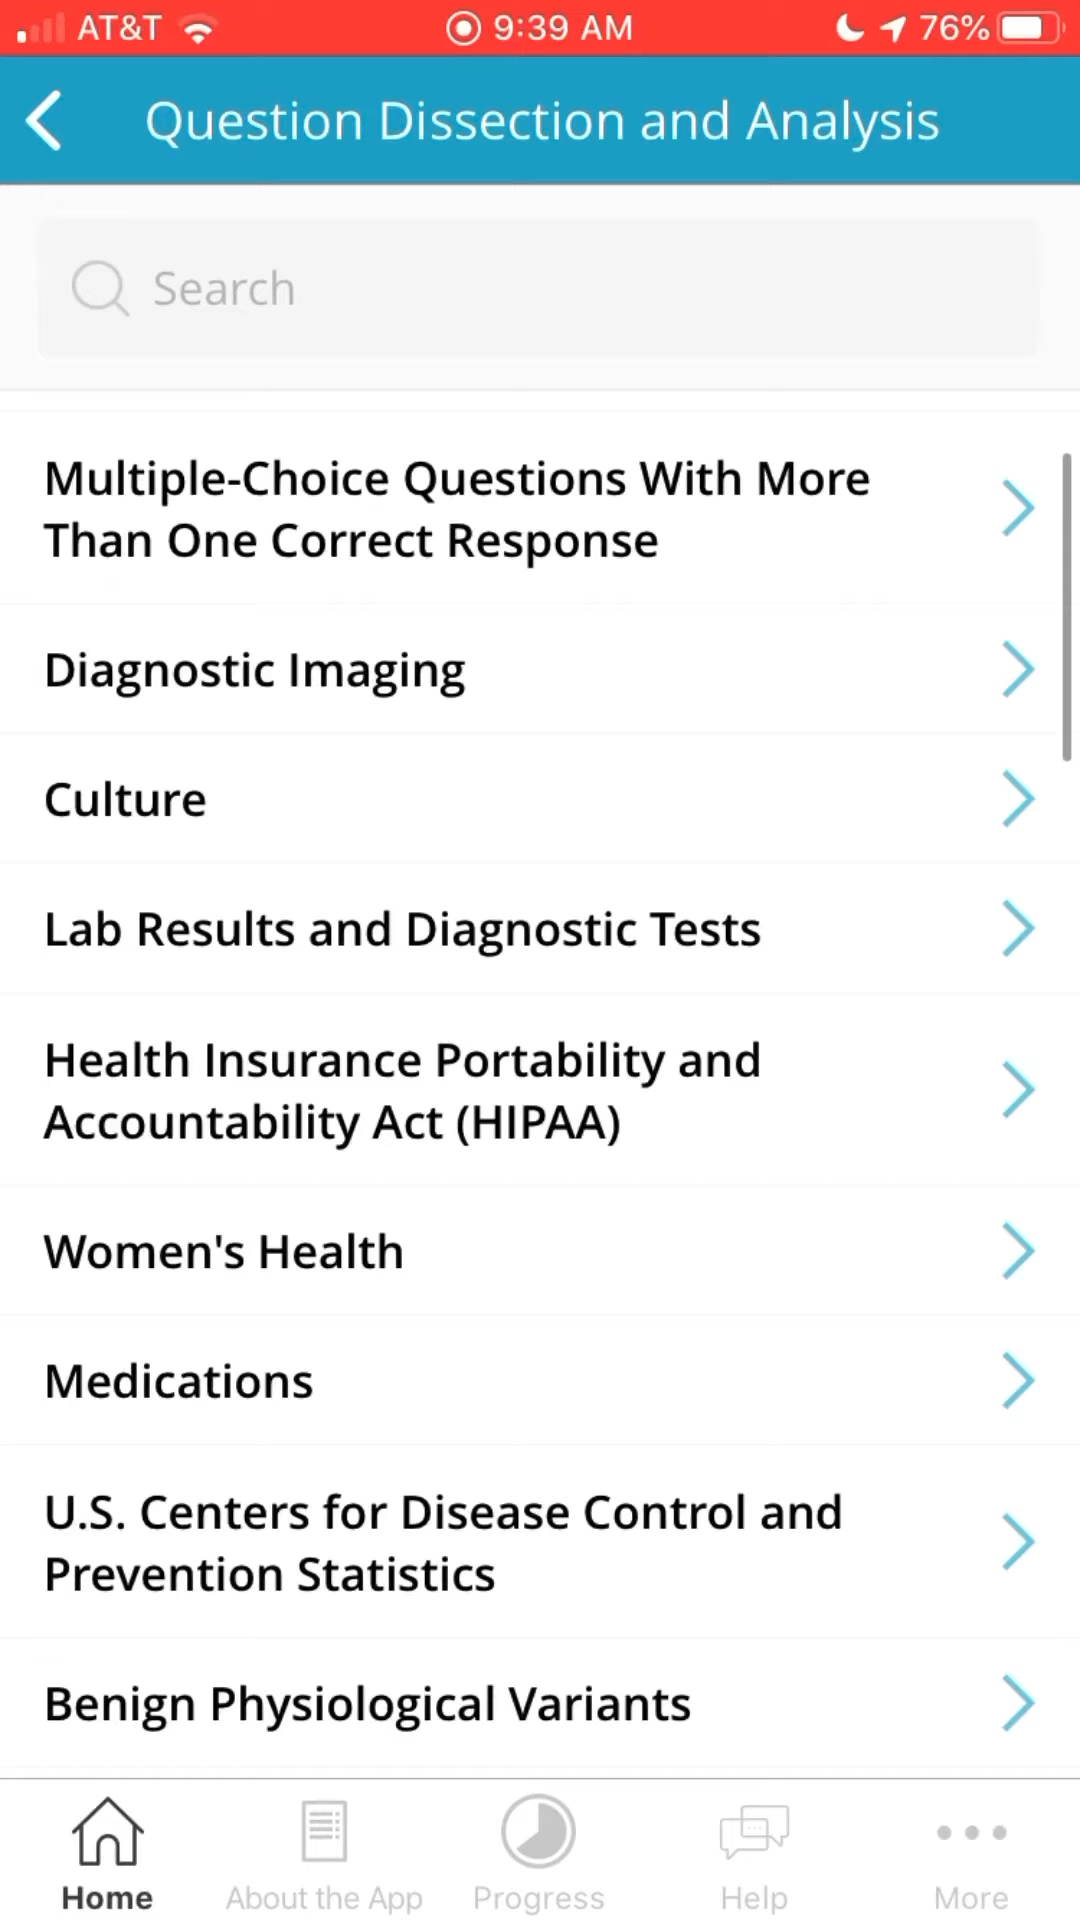 AT&T 9:39 AM 76%
Question Dissection and Analysis
Search
Multiple-Choice Questions With More
Than One Correct Response
Diagnostic Imaging
Culture
Lab Results and Diagnostic Tests
Health Insurance Portability and
Accountability Act (HIPAA)
Women's Health
Medications
U.S. Centers for Disease Control and
Prevention Statistics
Benign Physiological Variants
Home About the App Progress Help More